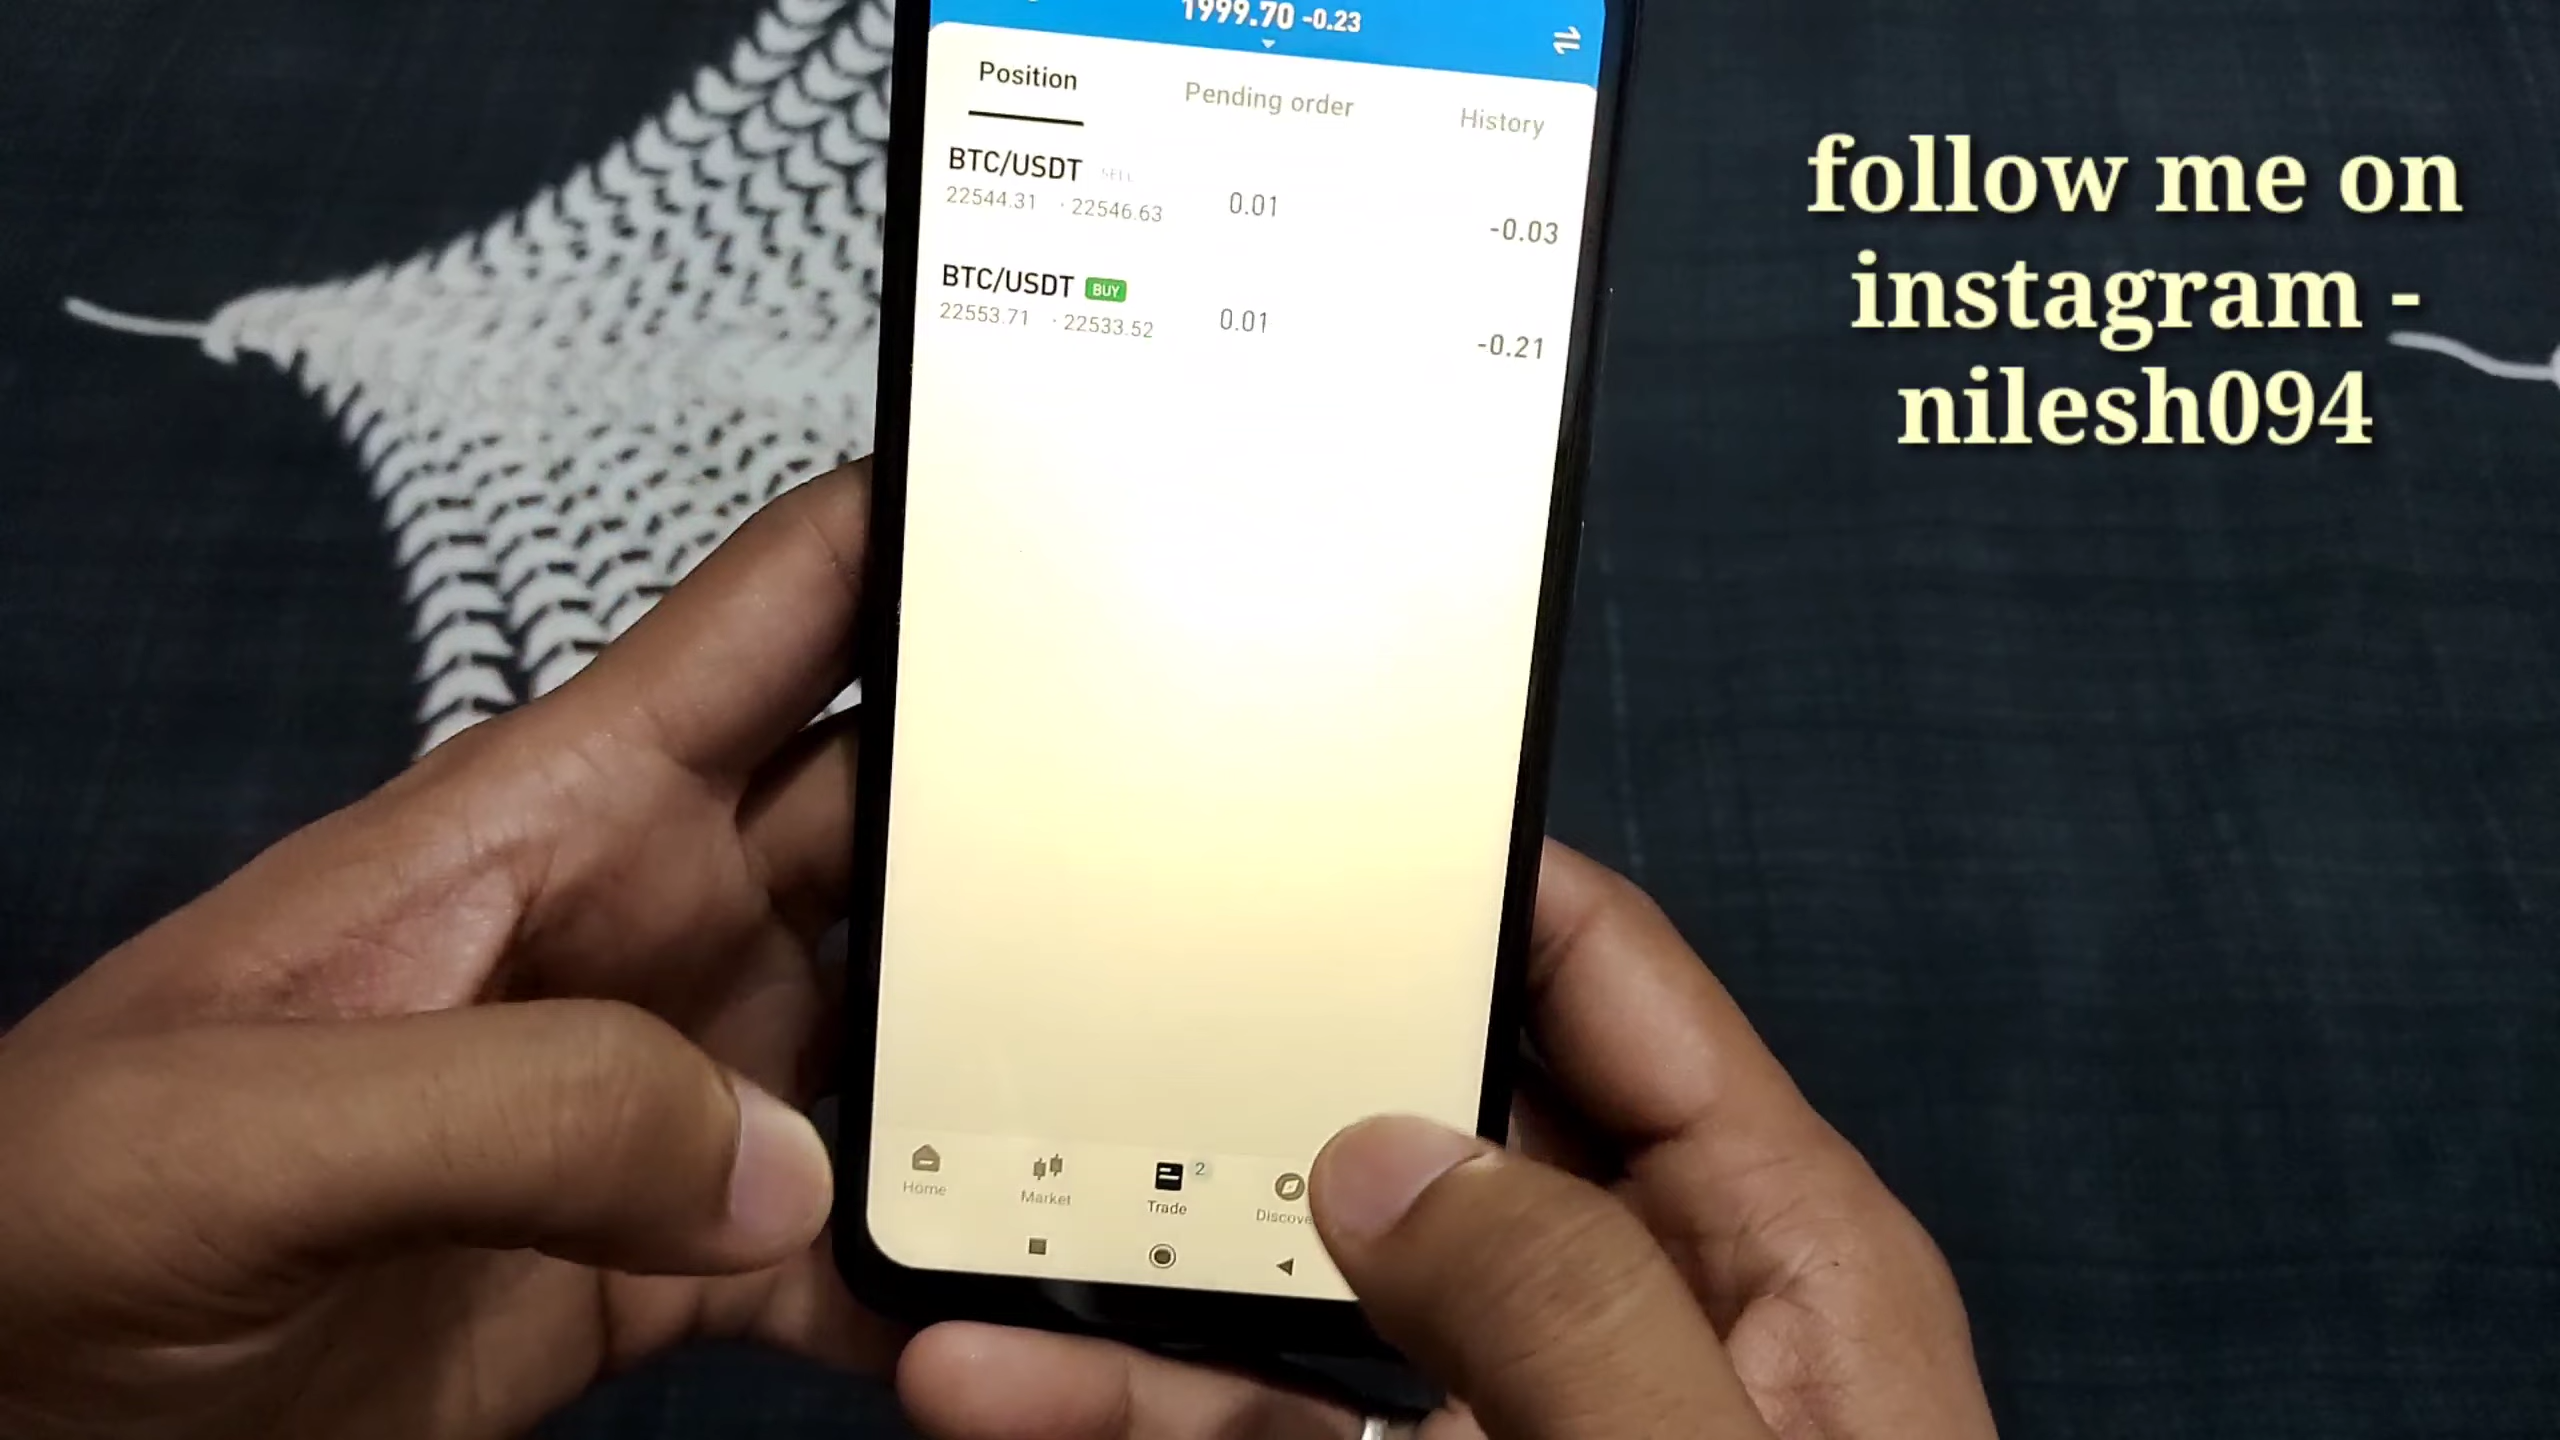 1999.70 -0.23
Position
Pending order
History
BTC/USDT SELL
22544.31 · 22546.63
0.01
-0.03
BTC/USDT BUY
22553.71 · 22533.52
0.01
-0.21
follow me on
instagram -
nilesh094
Home
Market
Trade
2
Discove